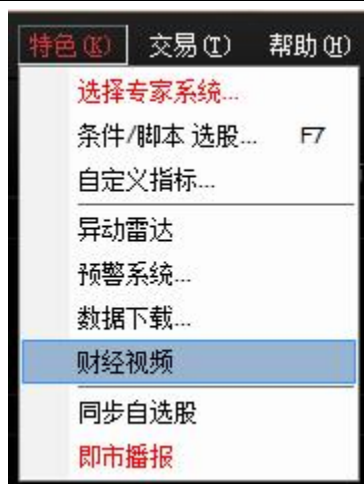 特色(K) 交易(T) 帮助(H)
选择专家系统...
条件/脚本 选股... F7
自定义指标...
异动雷达
预警系统...
数据下载...
财经视频
同步自选股
即市播报